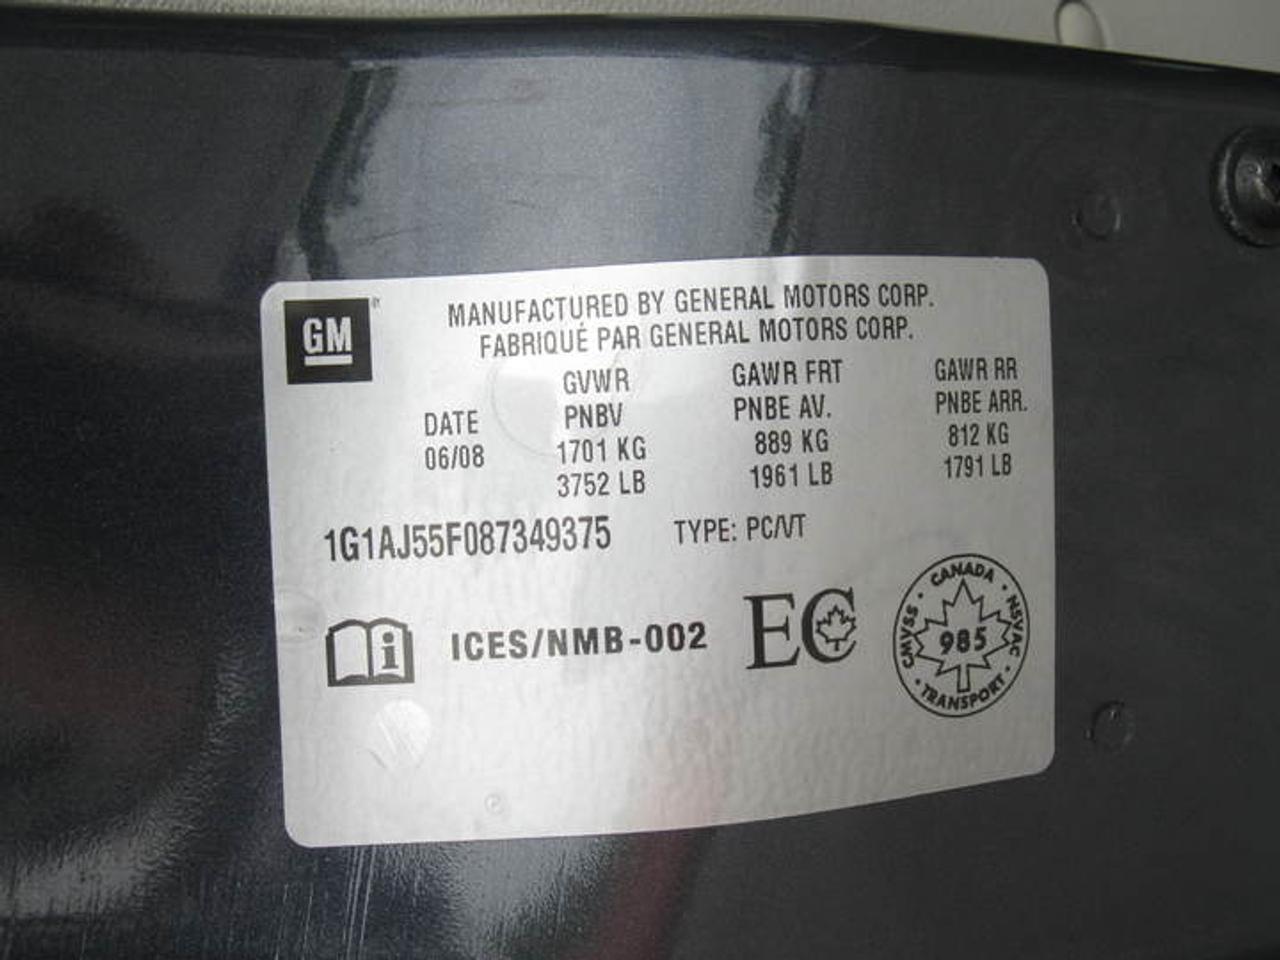 GM
MANUFACTURED BY GENERAL MOTORS CORP.
FABRIQUÉ PAR GENERAL MOTORS CORP.
GVWR GAWR FRT GAWR RR
DATE PNBV PNBE AV. PNBE ARR.
06/08 1701 KG 889 KG 812 KG
3752 LB 1961 LB 1791 LB
1G1AJ55F087349375 TYPE: PC/VT
ICES/NMB-002 EC
CANADA
CMVSS 985 NSVAC
TRANSPORT